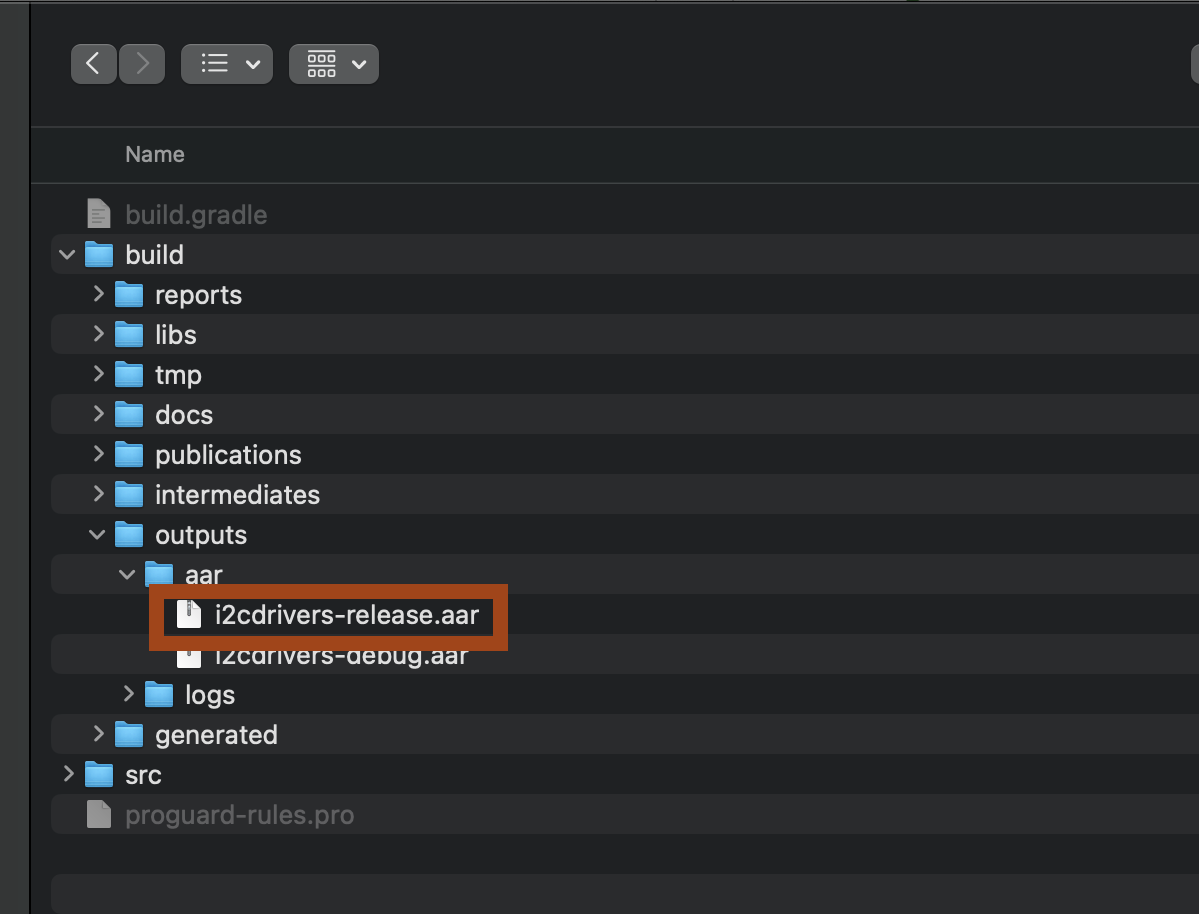 Name
build.gradle
build
reports
libs
tmp
docs
publications
intermediates
outputs
aar
i2cdrivers-release.aar
i2cdrivers-debug.aar
logs
generated
src
proguard-rules.pro